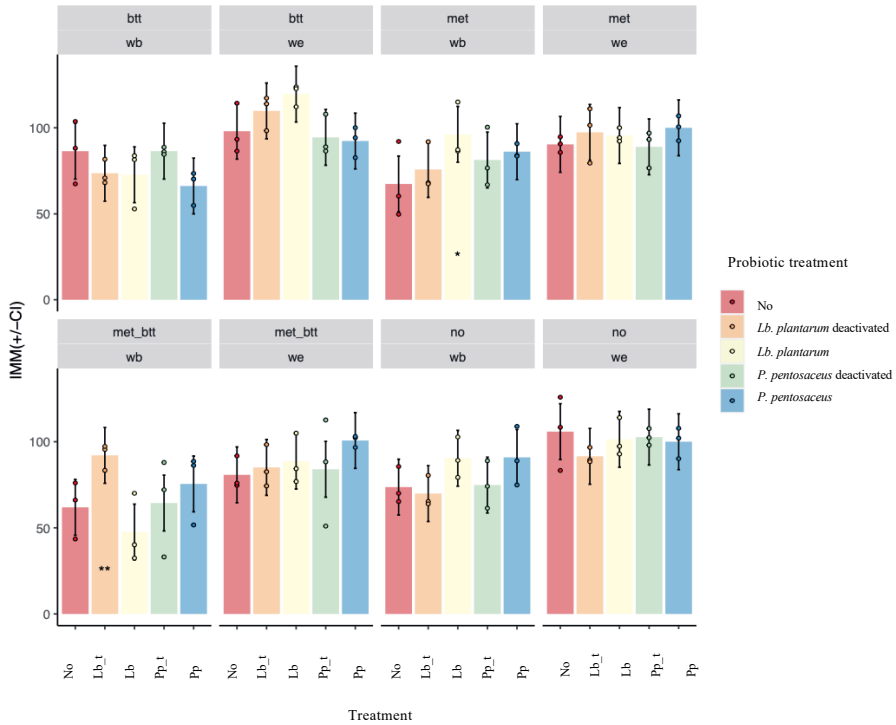 btt btt met met
wb we wb we
IMM(+/−CI)
100
50
0
*
met_btt met_btt no no
wb we wb we
100
50
0
**
No Lb_t Lb Pp_t Pp No Lb_t Lb Pp_t Pp No Lb_t Lb Pp_t Pp No Lb_t Lb Pp_t Pp
Treatment
Probiotic treatment
No
Lb. plantarum deactivated
Lb. plantarum
P. pentosaceus deactivated
P. pentosaceus